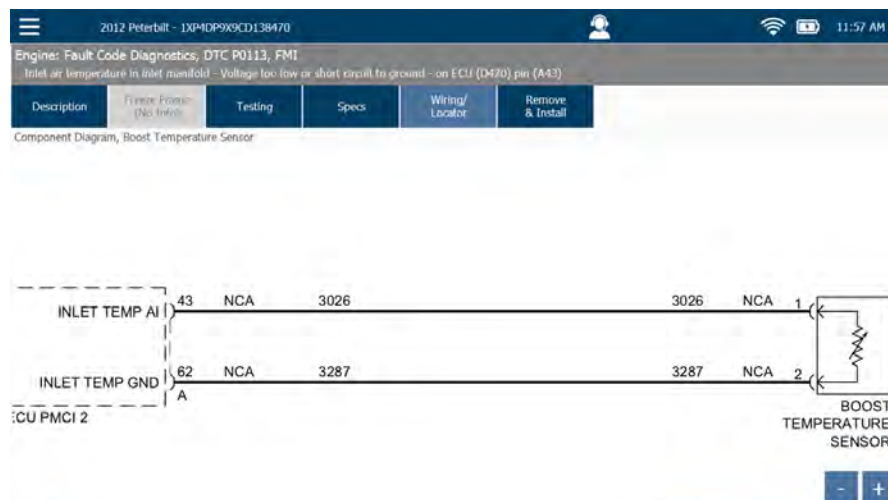 2012 Peterbilt - 1XP4DP9X9CD138470
11:57 AM
Engine: Fault Code Diagnostics, DTC P0113, FMI
Inlet air temperature in inlet manifold - Voltage too low or short circuit to ground - on ECU (D420) pin (A43)
Description
Freeze Frame
(No Info)
Testing
Specs
Wiring/
Locator
Remove
& Install
Component Diagram, Boost Temperature Sensor
INLET TEMP AI
43
NCA
3026
3026
NCA
1
INLET TEMP GND
62
NCA
3287
3287
NCA
2
A
ECU PMCI 2
BOOST
TEMPERATURE
SENSOR
- +